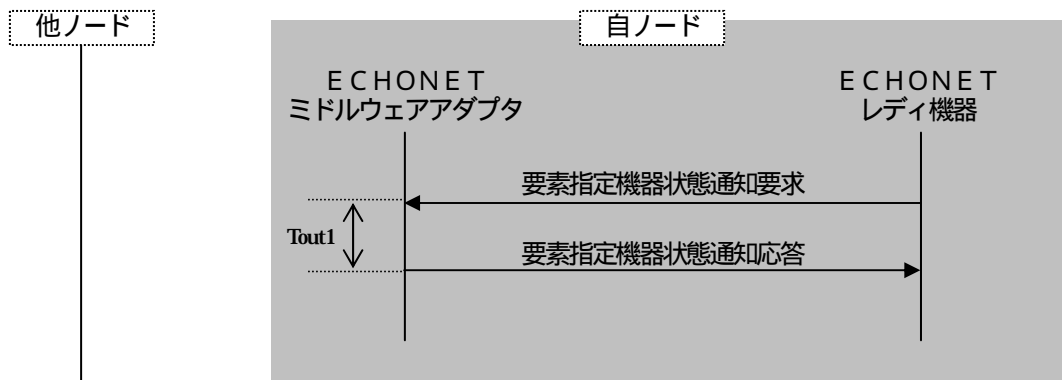 他ノード
自ノード
ＥＣＨＯＮＥＴ
ミドルウェアアダプタ
ＥＣＨＯＮＥＴ
レディ機器
要素指定機器状態通知要求
Tout1
要素指定機器状態通知応答